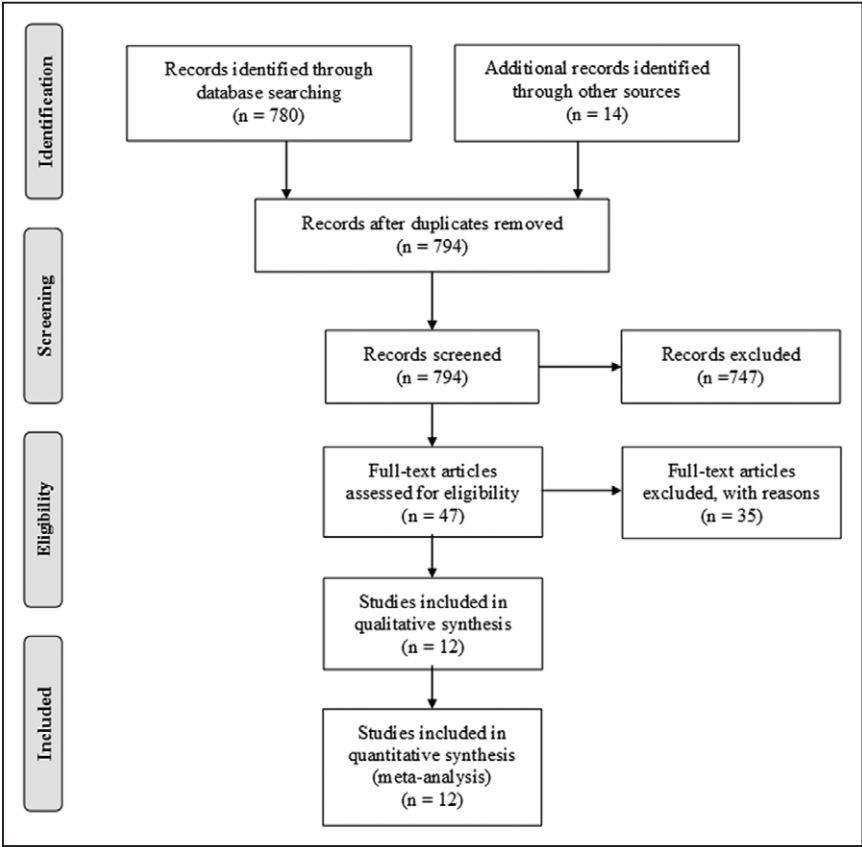 Identification
Records identified through
database searching
(n = 780)
Additional records identified
through other sources
(n = 14)
Records after duplicates removed
(n = 794)
Screening
Records screened
(n = 794)
Records excluded
(n =747)
Eligibility
Full-text articles
assessed for eligibility
(n = 47)
Full-text articles
excluded, with reasons
(n = 35)
Studies included in
qualitative synthesis
(n = 12)
Included
Studies included in
quantitative synthesis
(meta-analysis)
(n = 12)